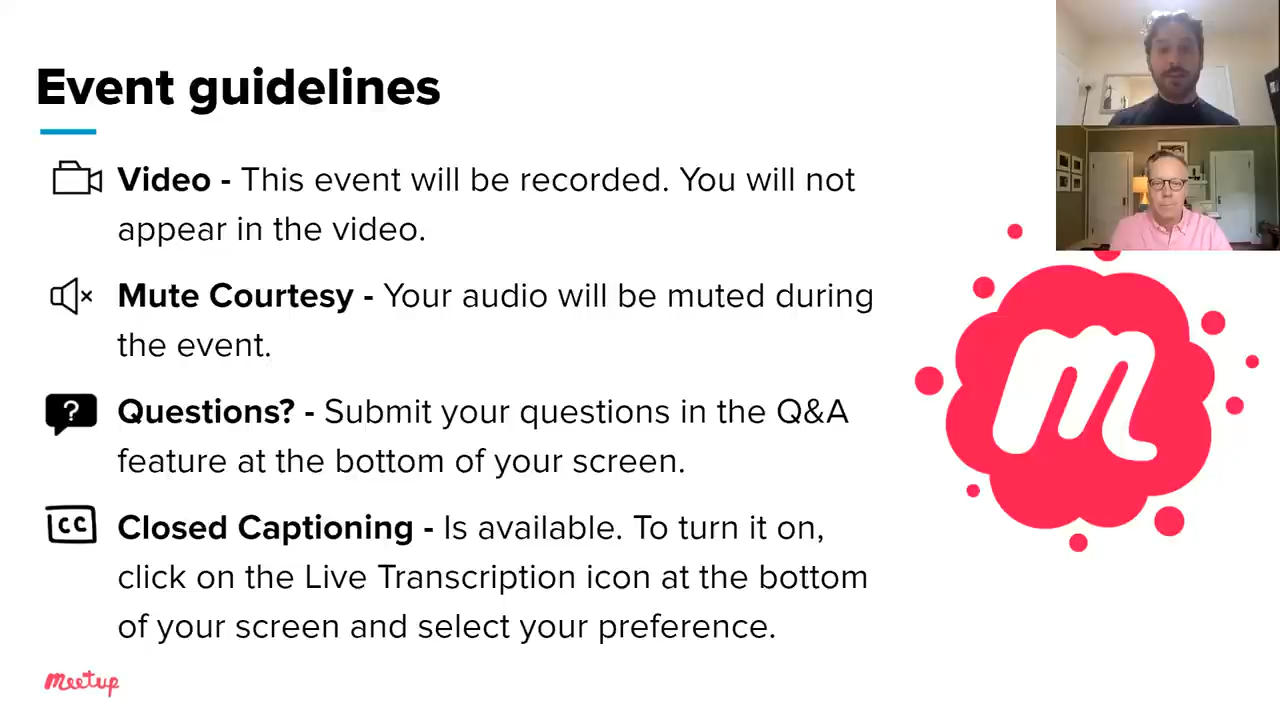 Event guidelines
Video - This event will be recorded. You will not
appear in the video.
Mute Courtesy - Your audio will be muted during
the event.
?
Questions? - Submit your questions in the Q&A
feature at the bottom of your screen.
CC
Closed Captioning - Is available. To turn it on,
click on the Live Transcription icon at the bottom
of your screen and select your preference.
m
meetup